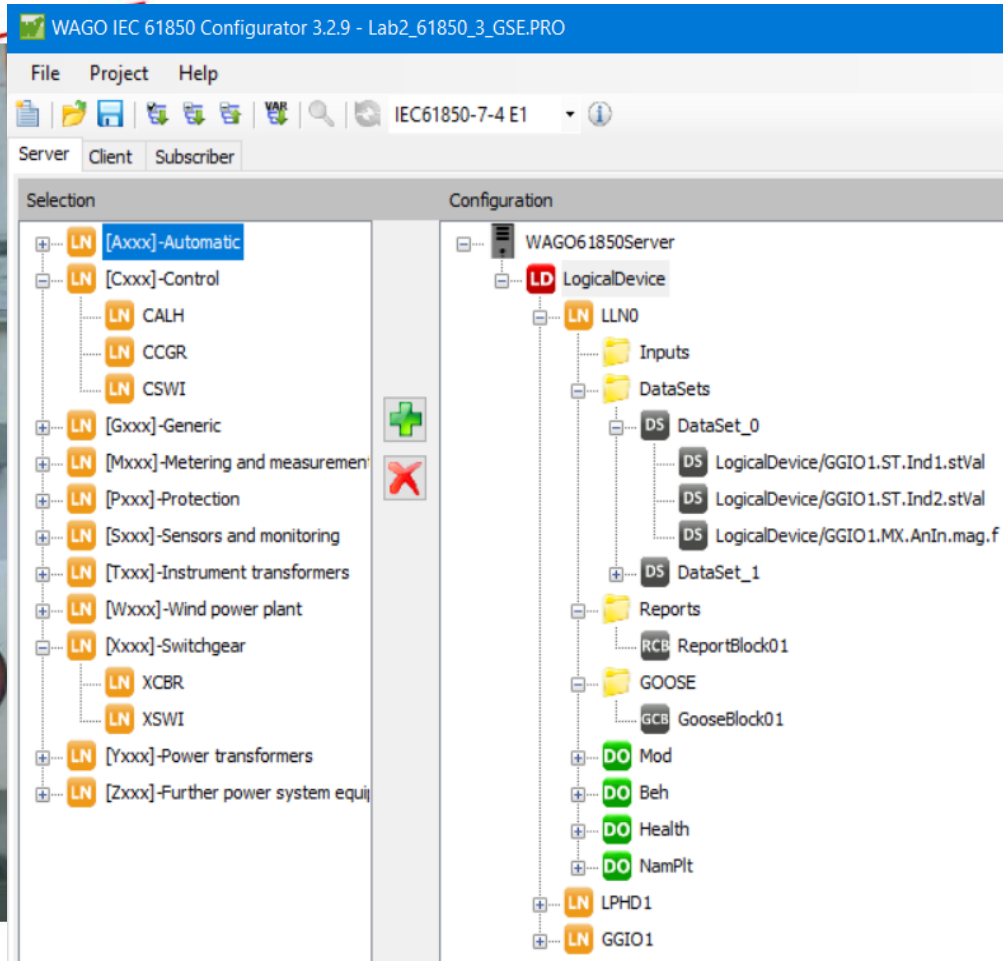 WAGO IEC 61850 Configurator 3.2.9 - Lab2_61850_3_GSE.PRO
File Project Help
VAR IEC61850-7-4 E1
Server Client Subscriber
Selection
LN [Axxx]-Automatic
LN [Cxxx]-Control
LN CALH
LN CCGR
LN CSWI
LN [Gxxx]-Generic
LN [Mxxx]-Metering and measurement
LN [Pxxx]-Protection
LN [Sxxx]-Sensors and monitoring
LN [Txxx]-Instrument transformers
LN [Wxxx]-Wind power plant
LN [Xxxx]-Switchgear
LN XCBR
LN XSWI
LN [Yxxx]-Power transformers
LN [Zxxx]-Further power system equi
Configuration
WAGO61850Server
LD LogicalDevice
LN LLN0
Inputs
DataSets
DS DataSet_0
DS LogicalDevice/GGIO1.ST.Ind1.stVal
DS LogicalDevice/GGIO1.ST.Ind2.stVal
DS LogicalDevice/GGIO1.MX.AnIn.mag.f
DS DataSet_1
Reports
RCB ReportBlock01
GOOSE
GCB GooseBlock01
DO Mod
DO Beh
DO Health
DO NamPlt
LN LPHD1
LN GGIO1